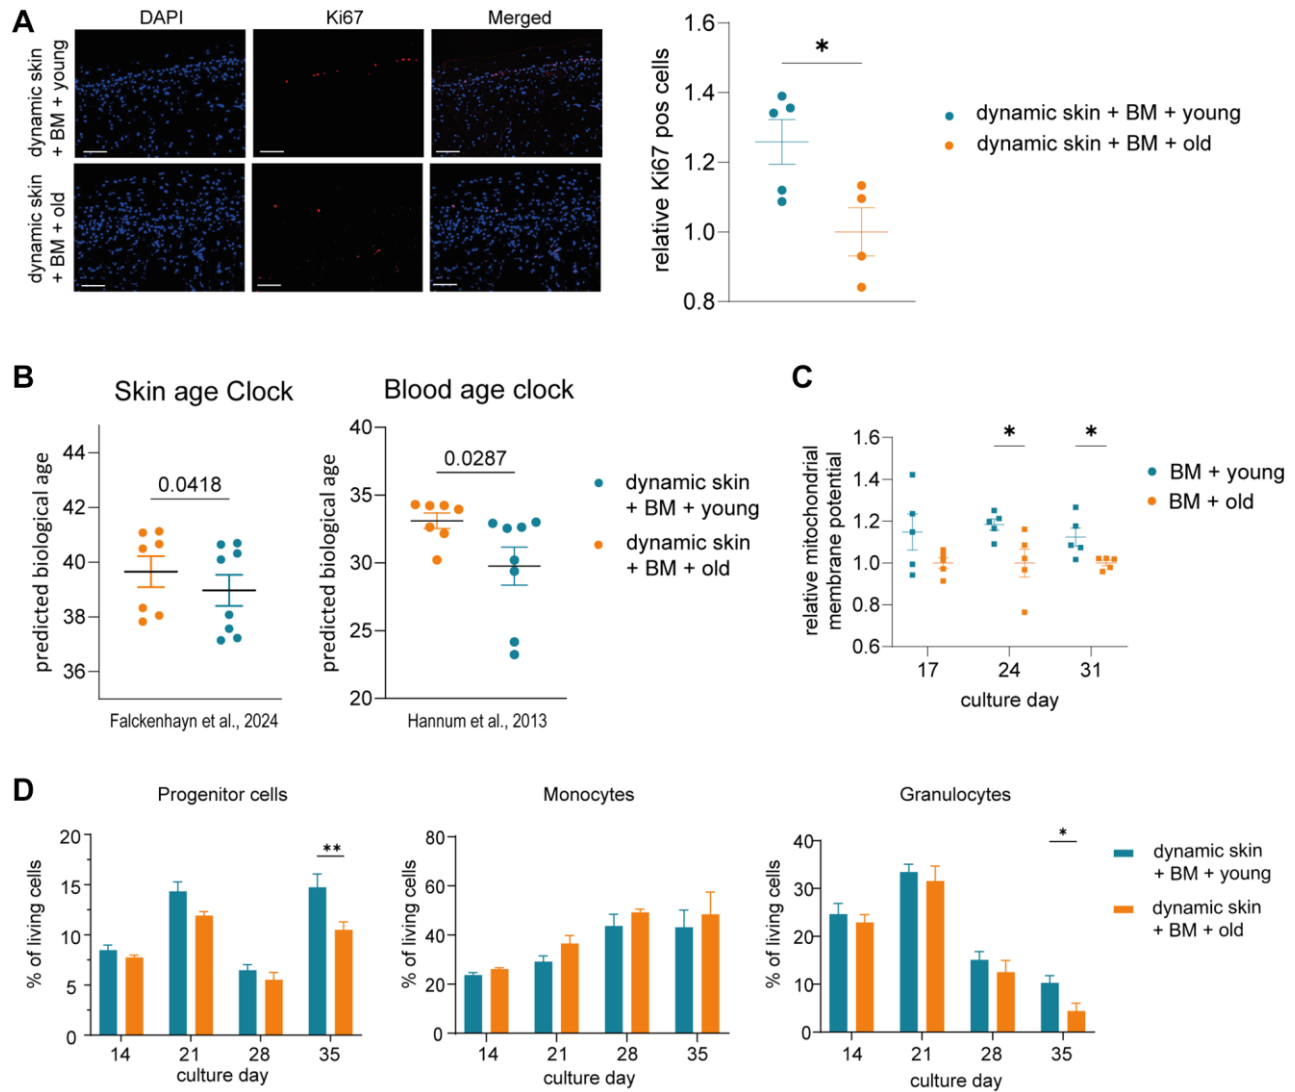 A
DAPI
Ki67
Merged
dynamic skin
+ BM + young
dynamic skin
+ BM + old
relative Ki67 pos cells
1.6
1.4
1.2
1.0
0.8
*
dynamic skin + BM + young
dynamic skin + BM + old
B
Skin age Clock
predicted biological age
44
42
40
38
36
0.0418
Falckenhayn et al., 2024
Blood age clock
predicted biological age
40
35
30
25
20
0.0287
Hannum et al., 2013
dynamic skin
+ BM + young
dynamic skin
+ BM + old
C
relative mitochondrial
membrane potential
1.6
1.4
1.2
1.0
0.8
0.6
* *
17 24 31
culture day
BM + young
BM + old
D
Progenitor cells
% of living cells
20
15
10
5
0
**
14 21 28 35
culture day
Monocytes
% of living cells
80
60
40
20
0
14 21 28 35
culture day
Granulocytes
% of living cells
40
30
20
10
0
*
14 21 28 35
culture day
dynamic skin
+ BM + young
dynamic skin
+ BM + old